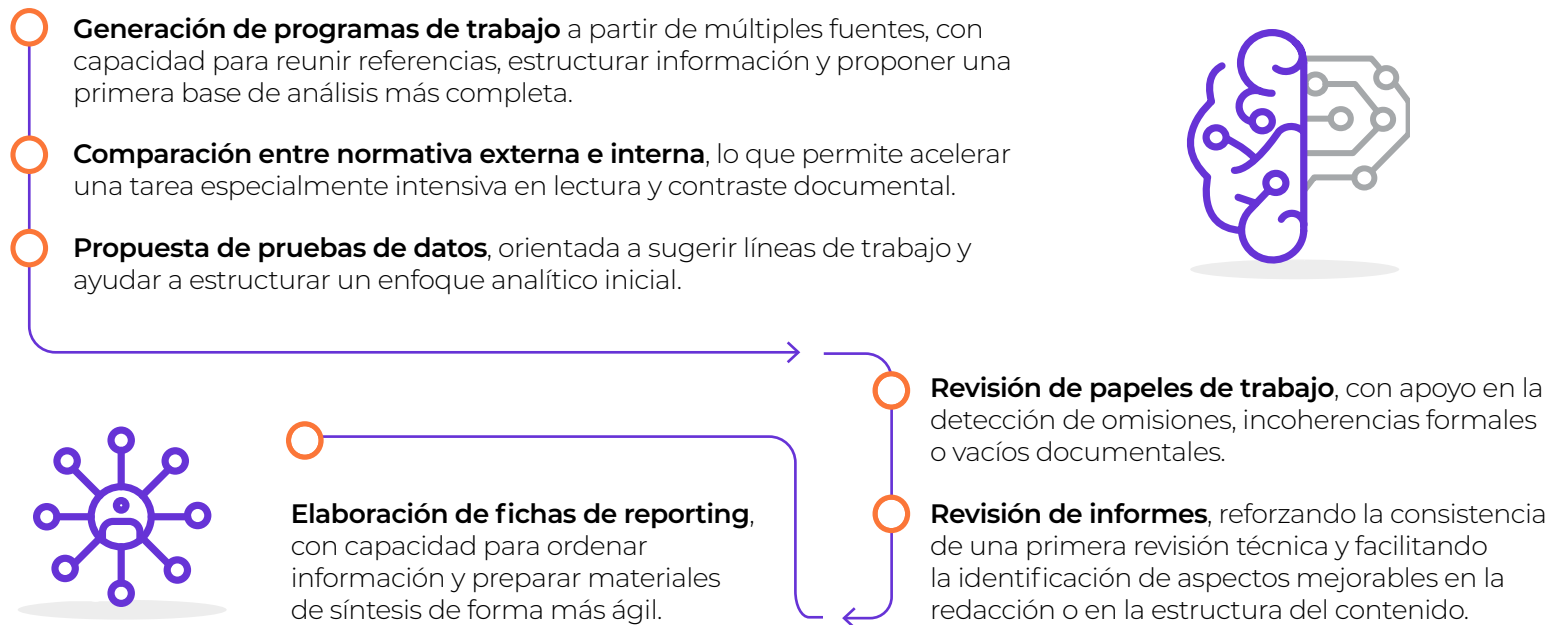 Generación de programas de trabajo a partir de múltiples fuentes, con
capacidad para reunir referencias, estructurar información y proponer una
primera base de análisis más completa.
Comparación entre normativa externa e interna, lo que permite acelerar
una tarea especialmente intensiva en lectura y contraste documental.
Propuesta de pruebas de datos, orientada a sugerir líneas de trabajo y
ayudar a estructurar un enfoque analítico inicial.
Revisión de papeles de trabajo, con apoyo en la
detección de omisiones, incoherencias formales
o vacíos documentales.
Revisión de informes, reforzando la consistencia
de una primera revisión técnica y facilitando
la identificación de aspectos mejorables en la
redacción o en la estructura del contenido.
Elaboración de fichas de reporting,
con capacidad para ordenar
información y preparar materiales
de síntesis de forma más ágil.